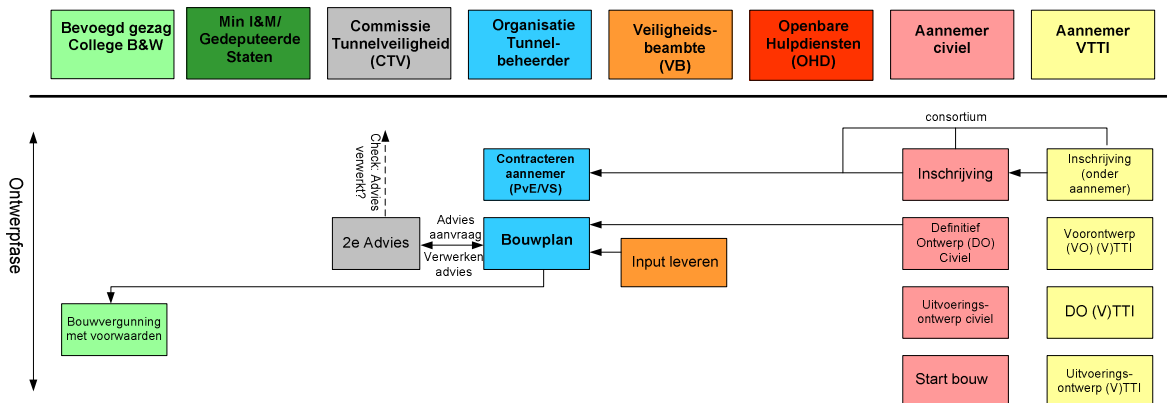 Bevoegd gezag
College B&W
Min I&M/
Gedeputeerde
Staten
Commissie
Tunnelveiligheid
(CTV)
Organisatie
Tunnel-
beheerder
Veiligheids-
beambte
(VB)
Openbare
Hulpdiensten
(OHD)
Aannemer
civiel
Aannemer
VTTI
Ontwerpfase
consortium
Check: Advies
verwerkt?
Contracteren
aannemer
(PvE/VS)
Inschrijving
Inschrijving
(onder
aannemer)
2e Advies
Advies
aanvraag
Verwerken
advies
Bouwplan
Input leveren
Definitief
Ontwerp (DO)
Civiel
Voorontwerp
(VO) (V)TTI
Bouwvergunning
met voorwaarden
Uitvoerings-
ontwerp civiel
DO (V)TTI
Start bouw
Uitvoerings-
ontwerp (V)TTI